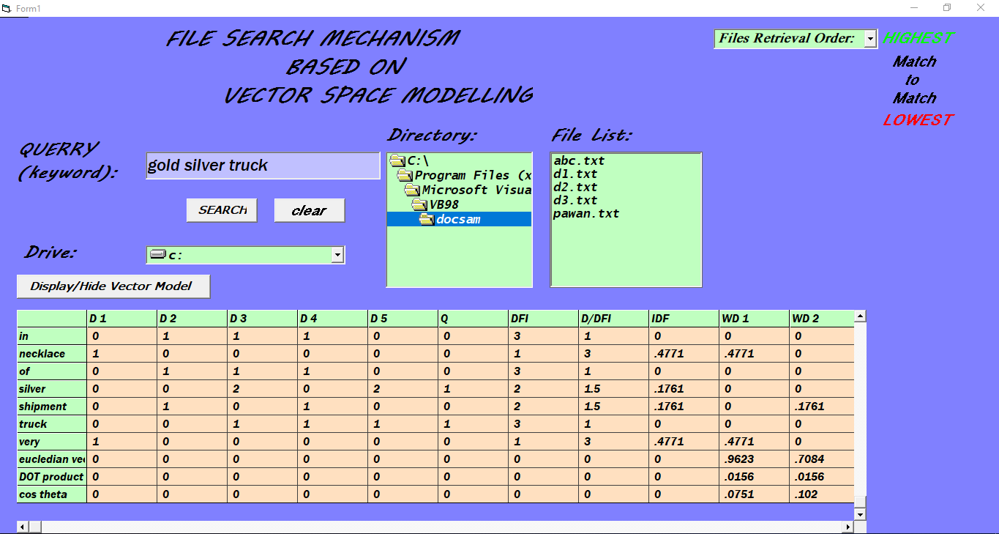 Form1
FILE SEARCH MECHANISM
BASED ON
VECTOR SPACE MODELLING
Files Retrieval Order:
HIGHEST
Match
to
Match
LOWEST
QUERRY
(keyword):
gold silver truck
SEARCH
clear
Drive:
c:
Display/Hide Vector Model
Directory:
C:\
Program Files (x
Microsoft Visua
VB98
docsam
File List:
abc.txt
d1.txt
d2.txt
d3.txt
pawan.txt
D 1 D 2 D 3 D 4 D 5 Q DFI D/DFI IDF WD 1 WD 2
in 0 1 1 1 0 0 3 1 0 0 0
necklace 1 0 0 0 0 0 1 3 .4771 .4771 0
of 0 1 1 1 0 0 3 1 0 0 0
silver 0 0 2 0 2 1 2 1.5 .1761 0 0
shipment 0 1 0 1 0 0 2 1.5 .1761 0 .1761
truck 0 0 1 1 1 1 3 1 0 0 0
very 1 0 0 0 0 0 1 3 .4771 .4771 0
eucledian vec 0 0 0 0 0 0 0 0 0 .9623 .7084
DOT product 0 0 0 0 0 0 0 0 0 .0156 .0156
cos theta 0 0 0 0 0 0 0 0 0 .0751 .102